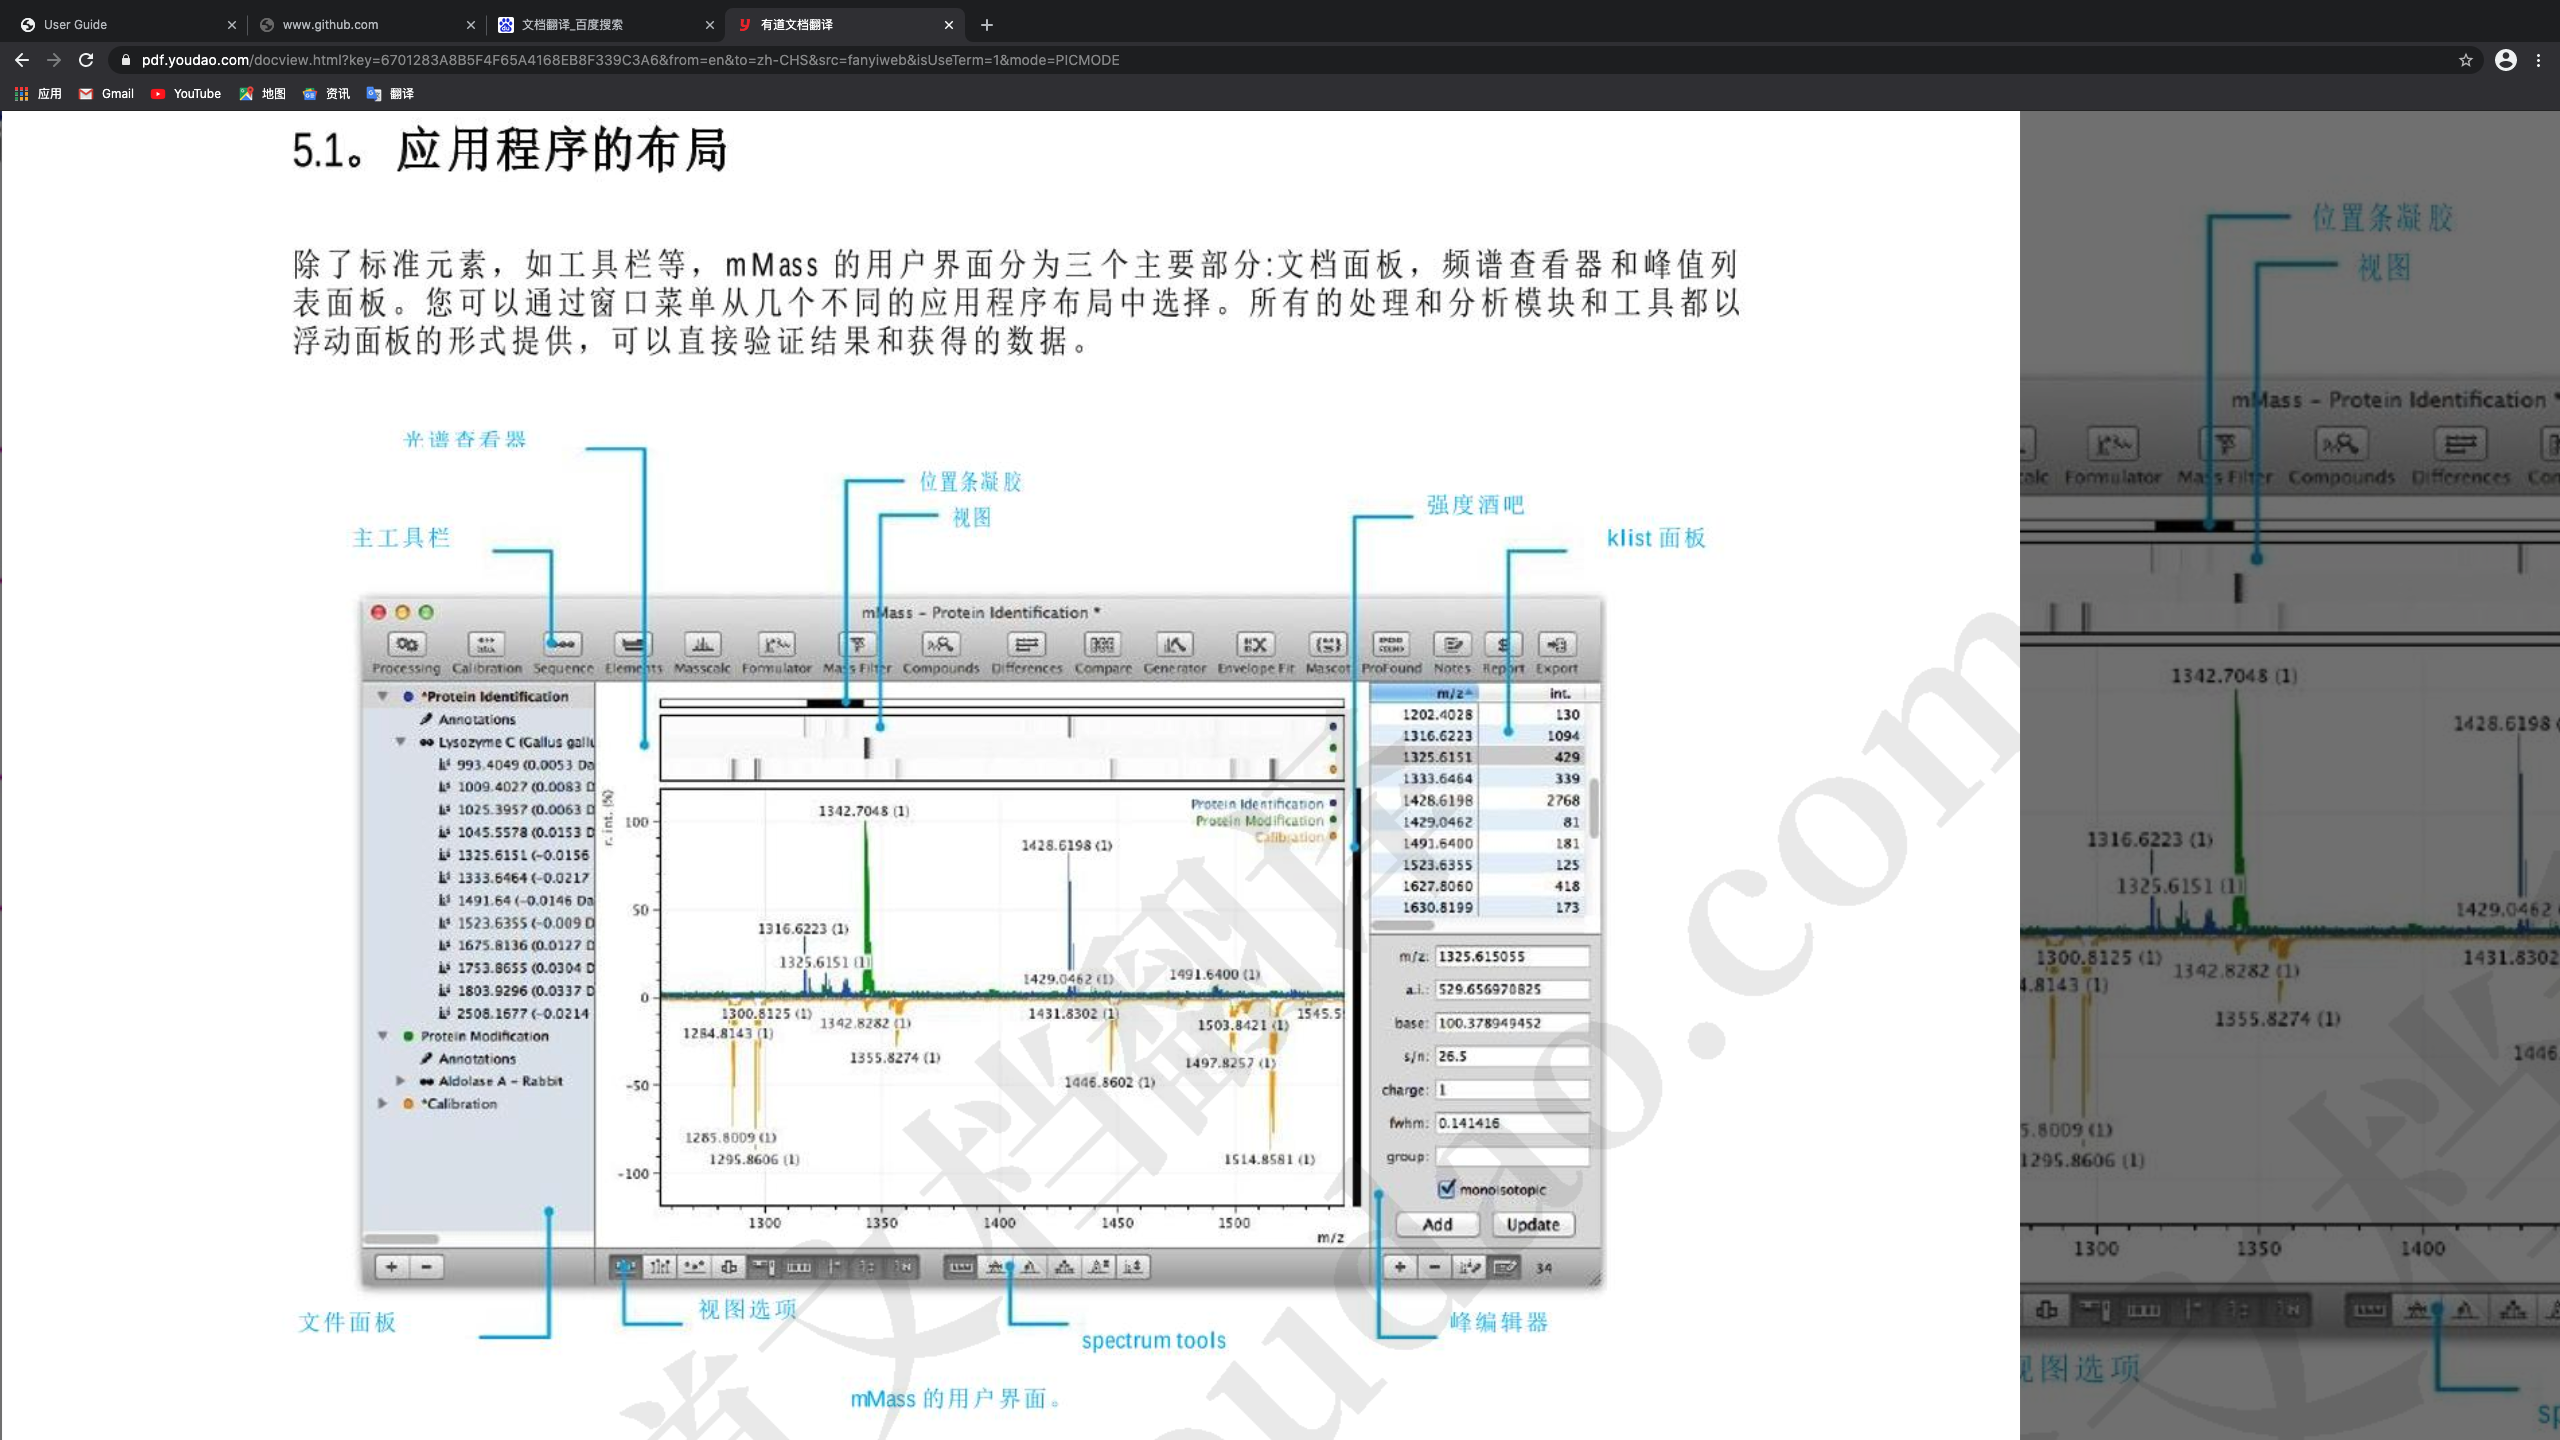 User Guide
www.github.com
文档翻译_百度搜索
有道文档翻译
pdf.youdao.com/docview.html?key=6701283A8B5F4F65A4168EB8F339C3A6&from=en&to=zh-CHS&src=fanyiweb&isUseTerm=1&mode=PICMODE
应用 Gmail YouTube 地图 资讯 翻译
5.1。应用程序的布局
除了标准元素，如工具栏等，mMass 的用户界面分为三个主要部分:文档面板，频谱查看器和峰值列
表面板。您可以通过窗口菜单从几个不同的应用程序布局中选择。所有的处理和分析模块和工具都以
浮动面板的形式提供，可以直接验证结果和获得的数据。
光谱查看器
位置条凝胶
视图
强度酒吧
主工具栏
klist 面板
mMass – Protein Identification *
Processing Calibration Sequence Elements Masscalc Formulator Mass Filter Compounds Differences Compare Generator Envelope Fit Mascot ProFound Notes Report Export
*Protein Identification
Annotations
Lysozyme C (Gallus gallu
993.4049 (0.0053 Da
1009.4027 (0.0083 D
1025.3957 (0.0063 D
1045.5578 (0.0153 D
1325.6151 (-0.0156
1333.6464 (-0.0217
1491.64 (-0.0146 Da
1523.6355 (-0.009 D
1675.8136 (0.0127 D
1753.8655 (0.0304 D
1803.9296 (0.0337 D
2508.1677 (-0.0214
Protein Modification
Annotations
Aldolase A – Rabbit
*Calibration
r. int. (%)
100
50
0
-50
-100
Protein Identification
Protein Modification
Calibration
1342.7048 (1)
1428.6198 (1)
1316.6223 (1)
1325.6151 (1)
1429.0462 (1)
1491.6400 (1)
1300.8125 (1)
1342.8282 (1)
1431.8302 (1)
1503.8421 (1)
1545.5
1284.8143 (1)
1355.8274 (1)
1497.8257 (1)
1446.8602 (1)
1285.8009 (1)
1295.8606 (1)
1514.8581 (1)
1300 1350 1400 1450 1500
m/z
m/z int.
1202.4028 130
1316.6223 1094
1325.6151 429
1333.6464 339
1428.6198 2768
1429.0462 81
1491.6400 181
1523.6355 125
1627.8060 418
1630.8199 173
m/z: 1325.615055
a.i.: 529.656970825
base: 100.378949452
s/n: 26.5
charge: 1
fwhm: 0.141416
group:
monoisotopic
Add Update
34
文件面板
视图选项
spectrum tools
峰编辑器
mMass 的用户界面。
有道文档翻译
youdao.com
位置条凝胶
视图
mMass – Protein Identification
Formulator Mass Filter Compounds Differences
1342.7048 (1)
1428.6198
1316.6223 (1)
1325.6151 (1)
1429.0462
1300.8125 (1)
1342.8282 (1)
1431.8302
4.8143 (1)
1355.8274 (1)
1446.
5.8009 (1)
1295.8606 (1)
1300 1350 1400
视图选项
sp